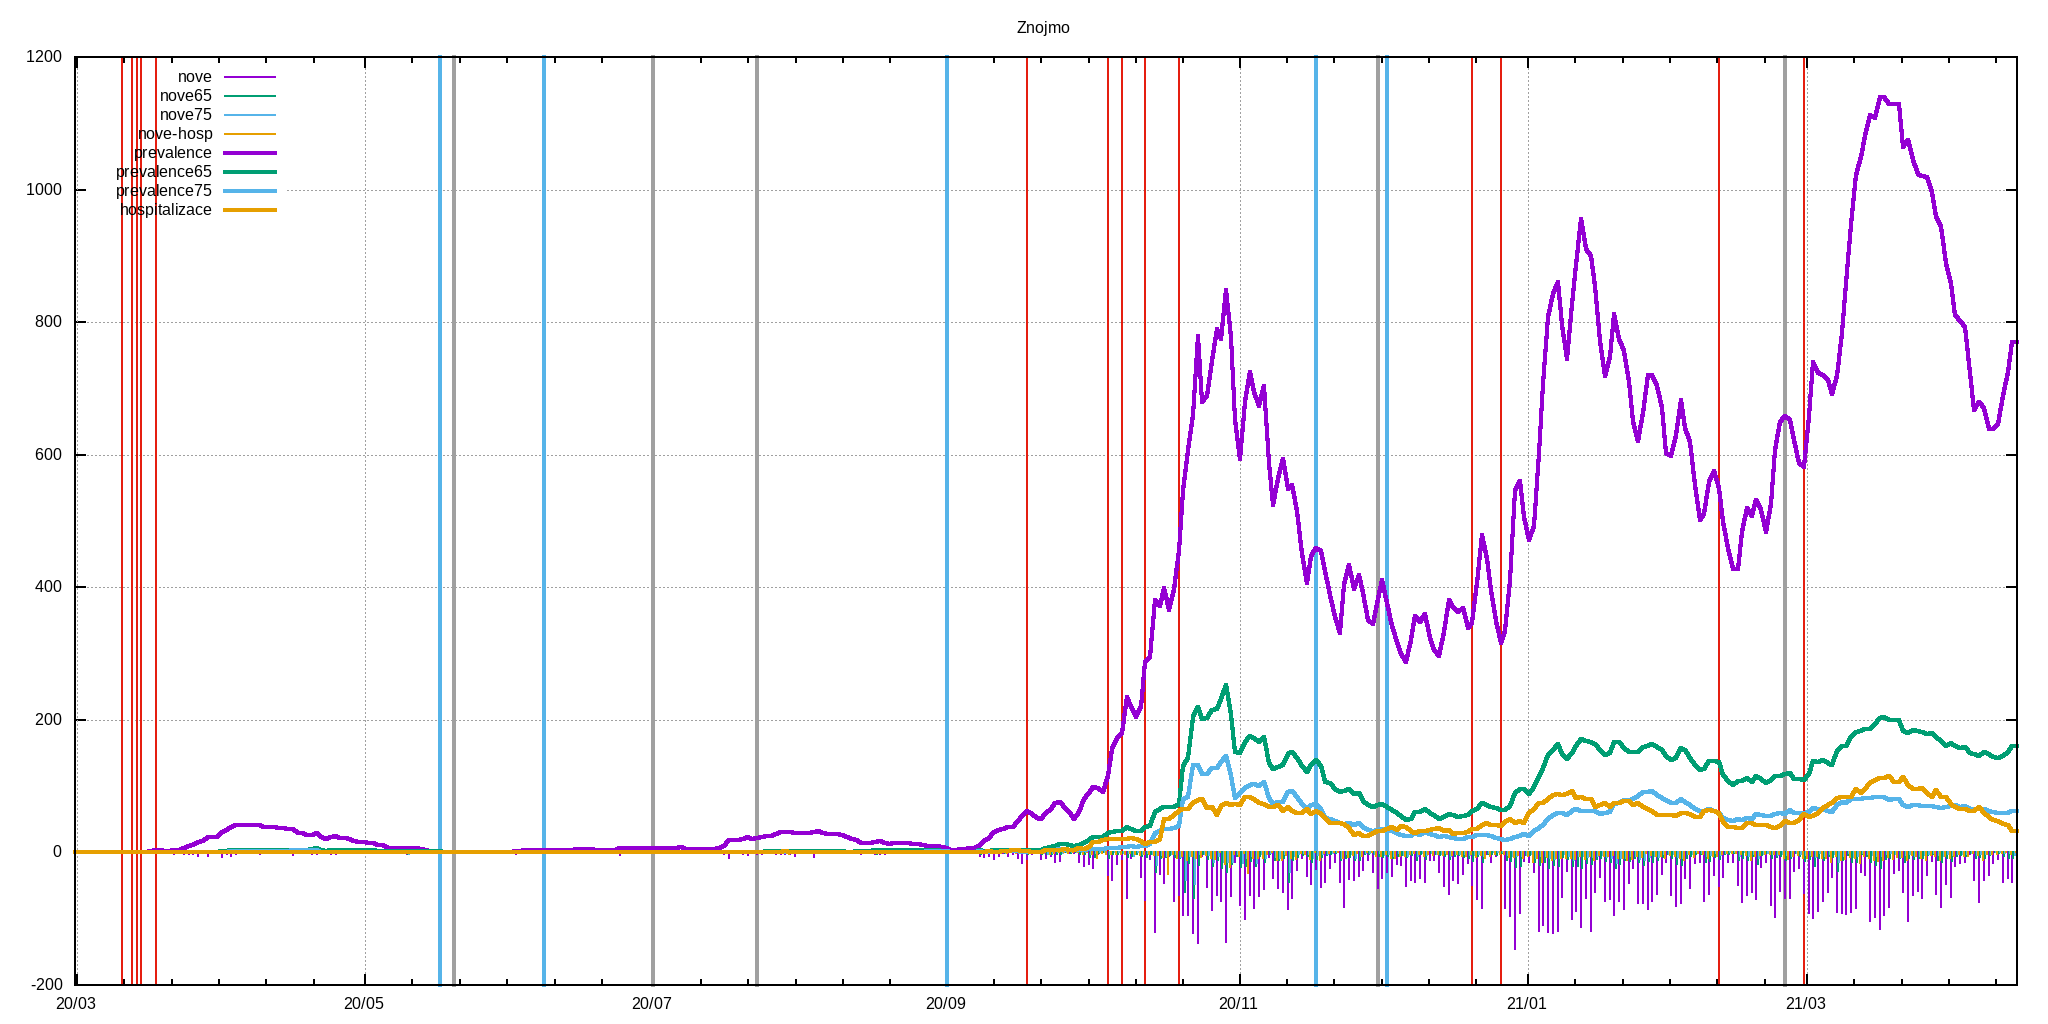 Znojmo
1200
1000
800
600
400
200
0
-200
nove
nove65
nove75
nove-hosp
prevalence
prevalence65
prevalence75
hospitalizace
20/03
20/05
20/07
20/09
20/11
21/01
21/03